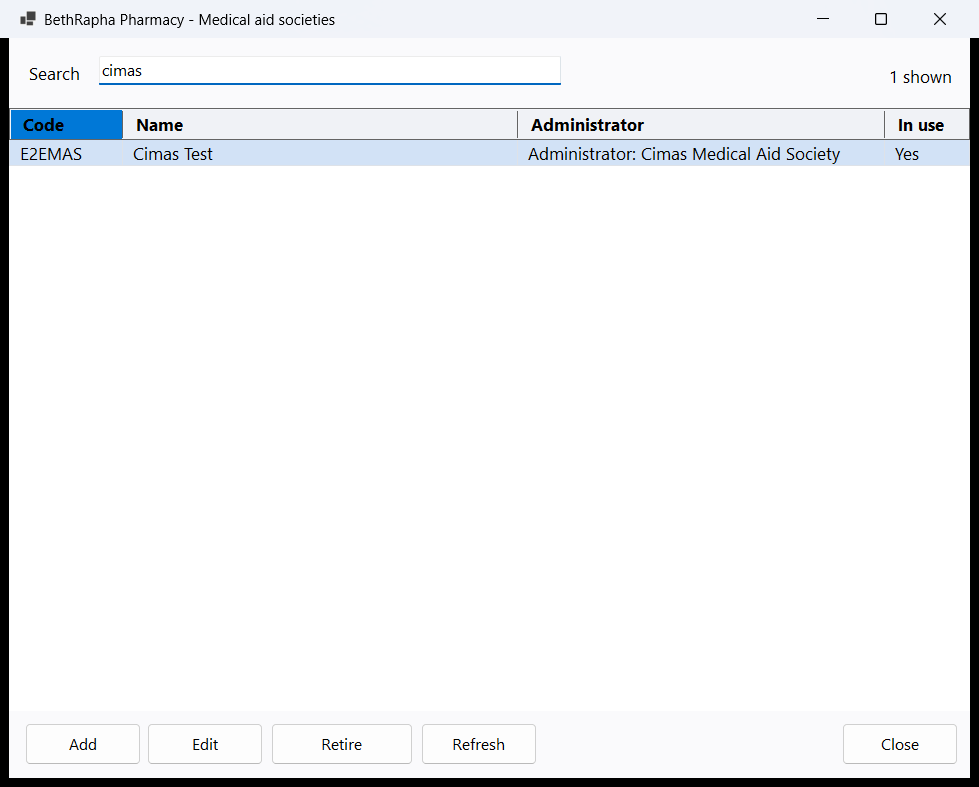 BethRapha Pharmacy - Medical aid societies
Search cimas 1 shown
Code Name Administrator In use
E2EMAS Cimas Test Administrator: Cimas Medical Aid Society Yes
Add Edit Retire Refresh Close